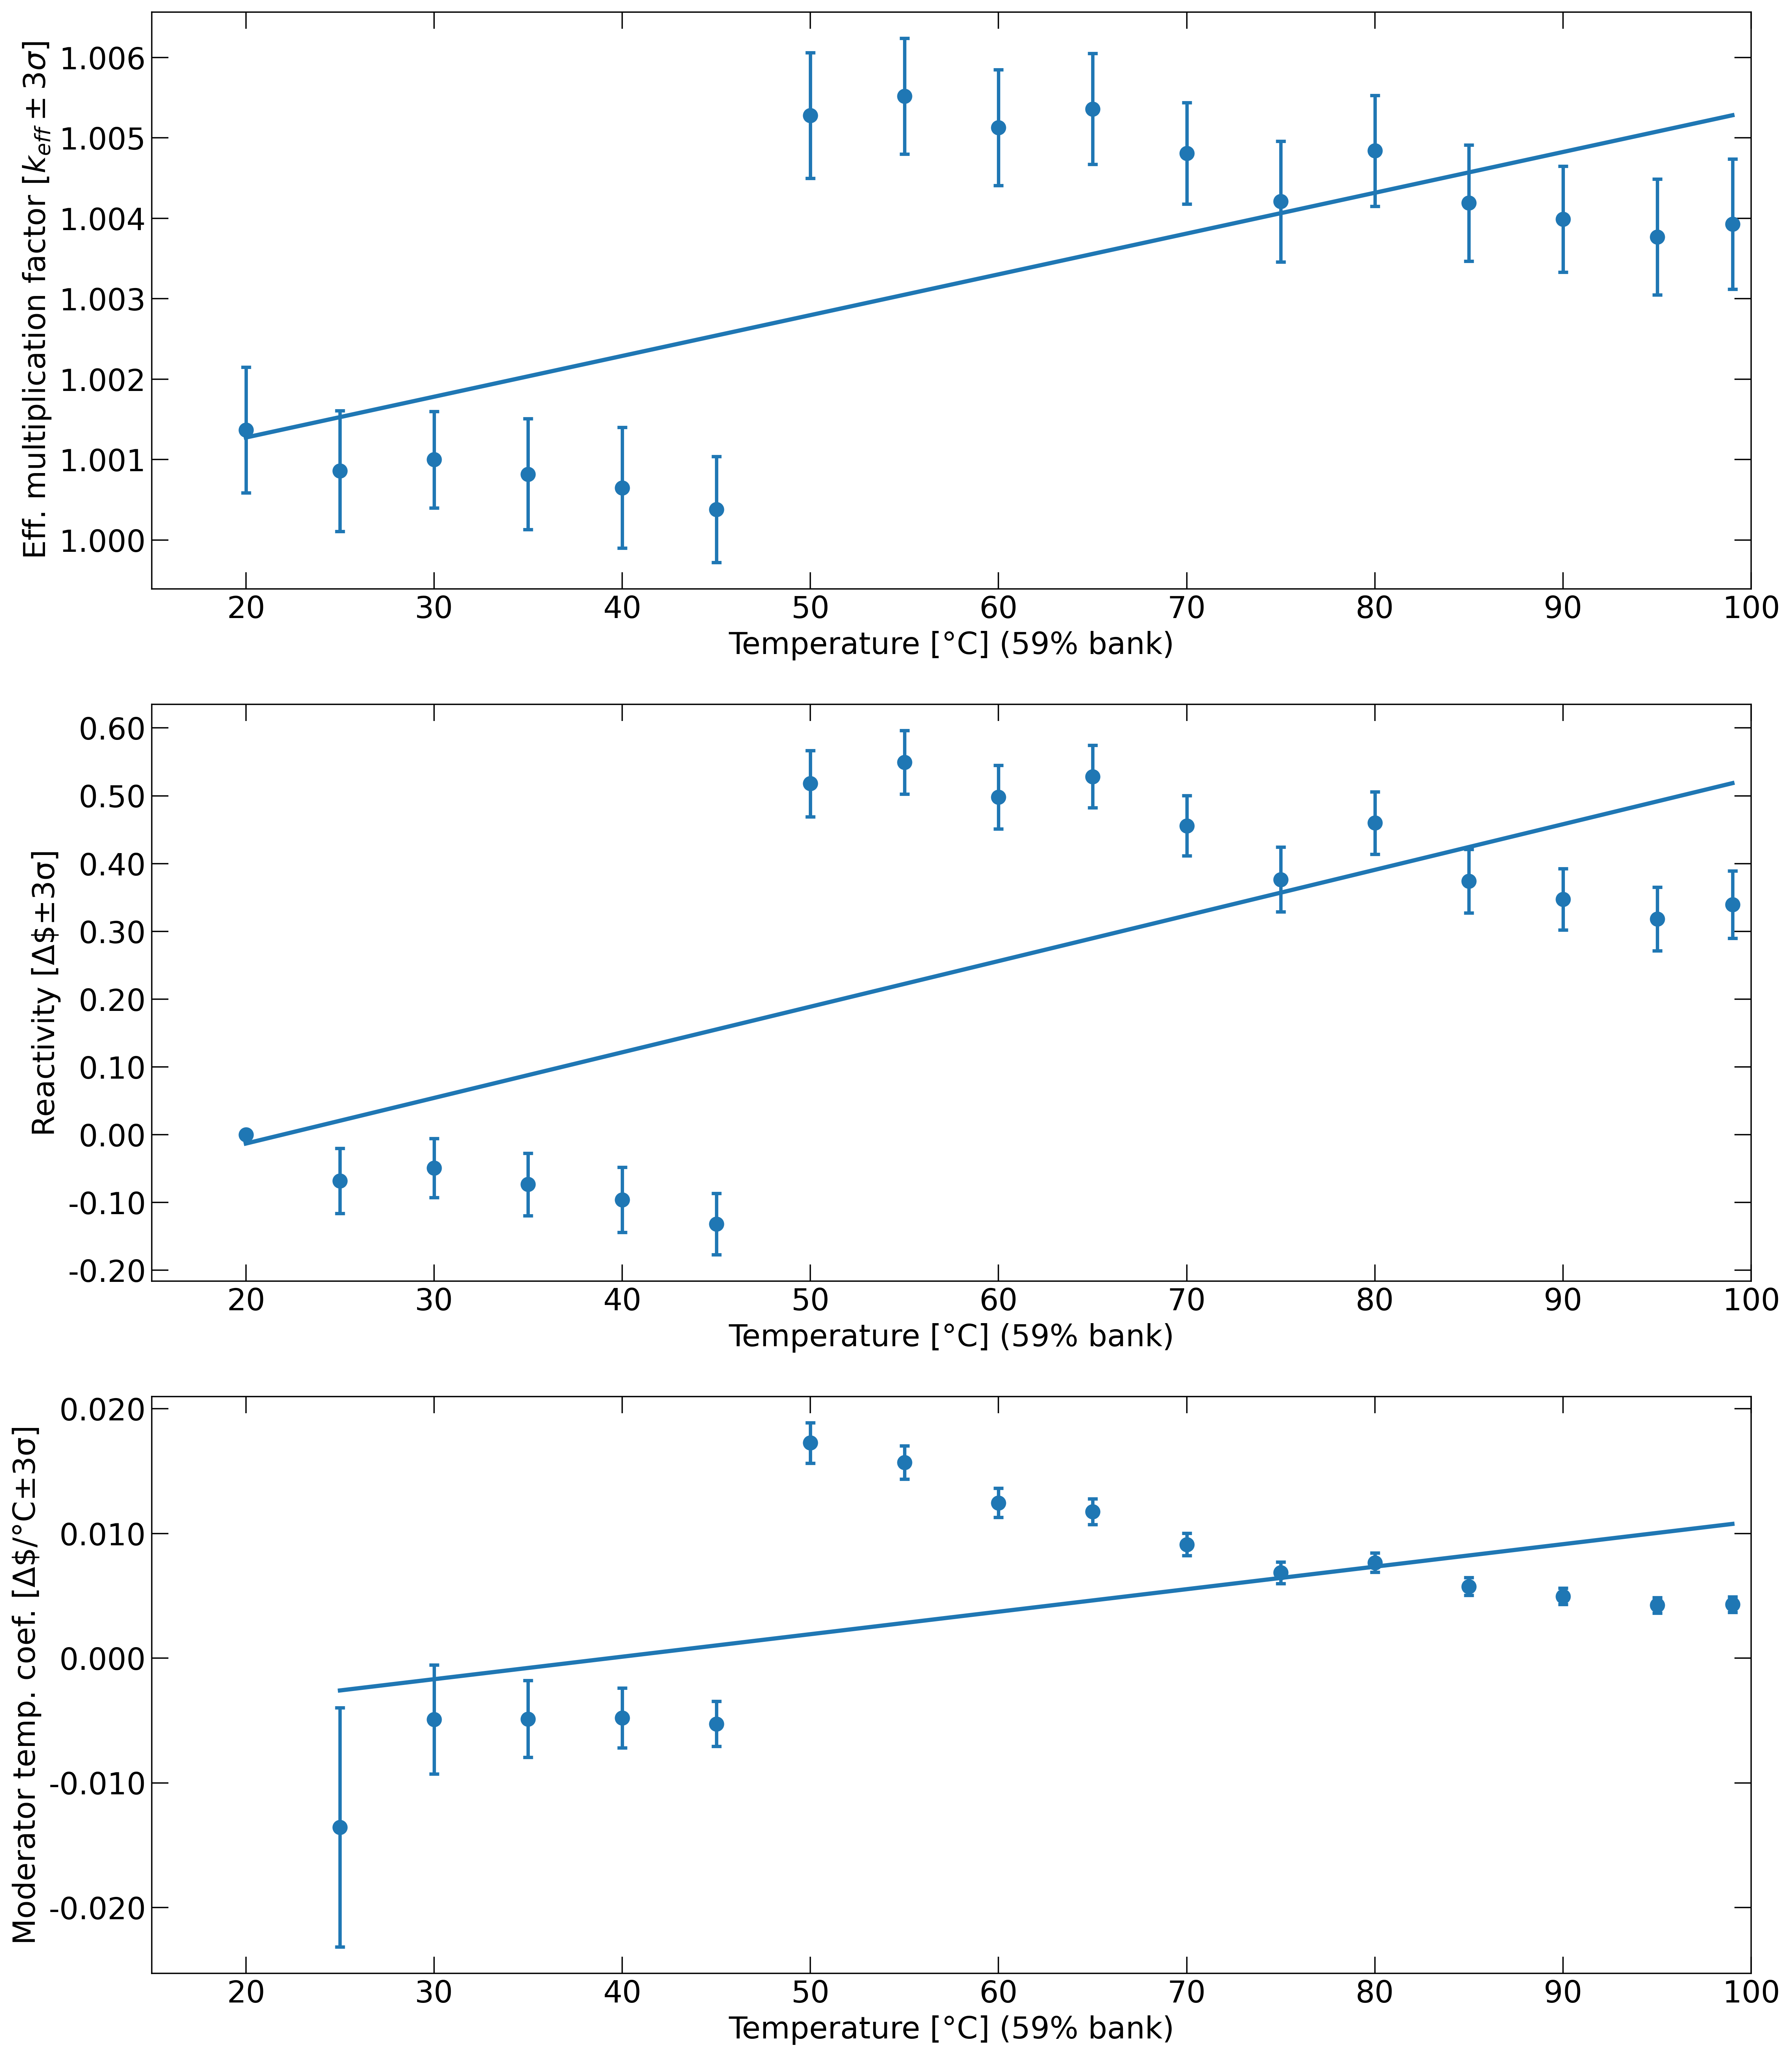 Eff. multiplication factor [k_eff ± 3σ]
1.006
1.005
1.004
1.003
1.002
1.001
1.000
20 30 40 50 60 70 80 90 100
Temperature [°C] (59% bank)
Reactivity [Δ$±3σ]
0.60
0.50
0.40
0.30
0.20
0.10
0.00
-0.10
-0.20
20 30 40 50 60 70 80 90 100
Temperature [°C] (59% bank)
Moderator temp. coef. [Δ$/°C±3σ]
0.020
0.010
0.000
-0.010
-0.020
20 30 40 50 60 70 80 90 100
Temperature [°C] (59% bank)